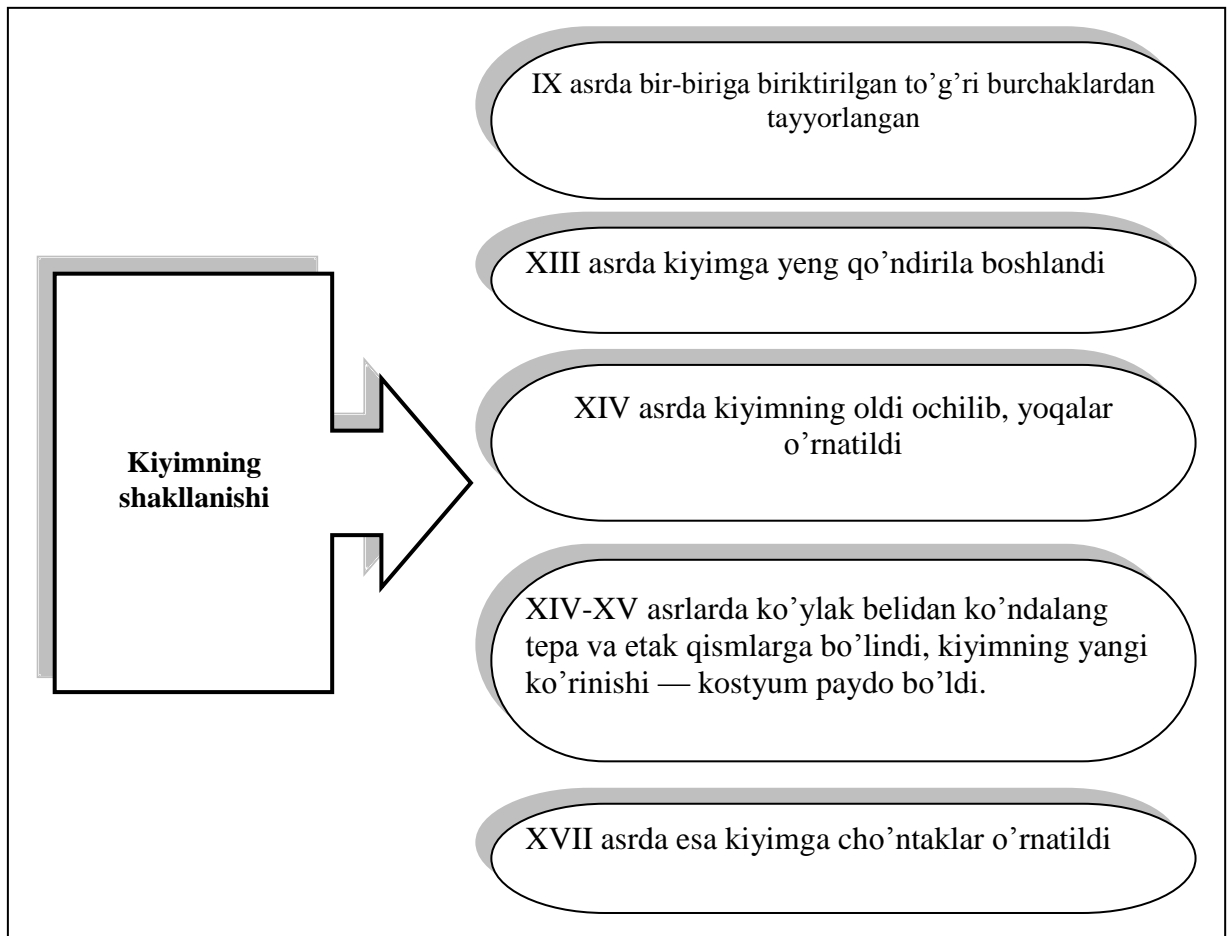 Kiyimning
shakllanishi
IX asrda bir-biriga biriktirilgan to’g’ri burchaklardan
tayyorlangan
XIII asrda kiyimga yeng qo’ndirila boshlandi
XIV asrda kiyimning oldi ochilib, yoqalar
o’rnatildi
XIV-XV asrlarda ko’ylak belidan ko’ndalang
tepa va etak qismlarga bo’lindi, kiyimning yangi
ko’rinishi — kostyum paydo bo’ldi.
XVII asrda esa kiyimga cho’ntaklar o’rnatildi